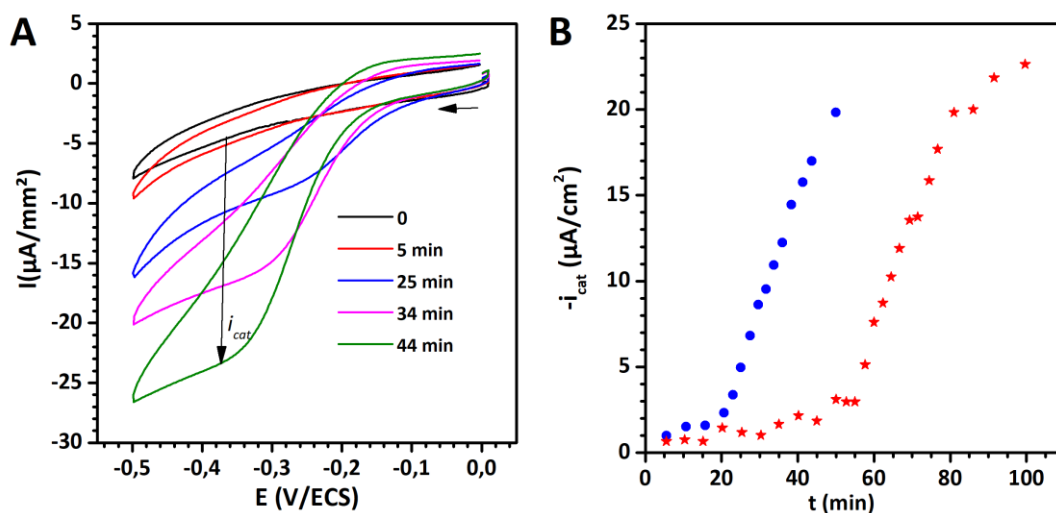 A
5
0
-5
-10
-15
-20
-25
-30
I(µA/mm²)
-0,5
-0,4
-0,3
-0,2
-0,1
0,0
E (V/ECS)
0
5 min
25 min
34 min
44 min
i_cat
B
25
20
15
10
5
0
-i_cat (µA/cm²)
0
20
40
60
80
100
t (min)